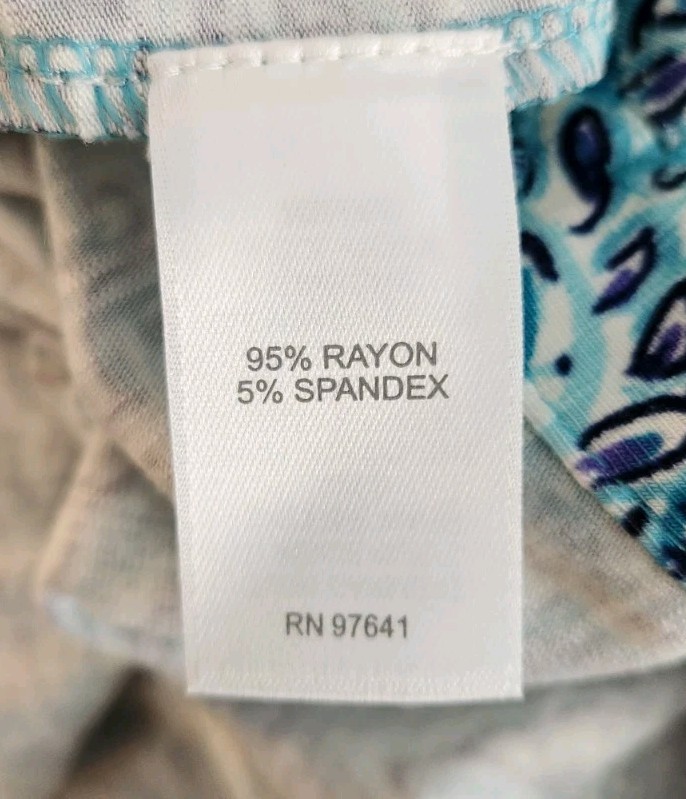 95% RAYON
5% SPANDEX
RN 97641